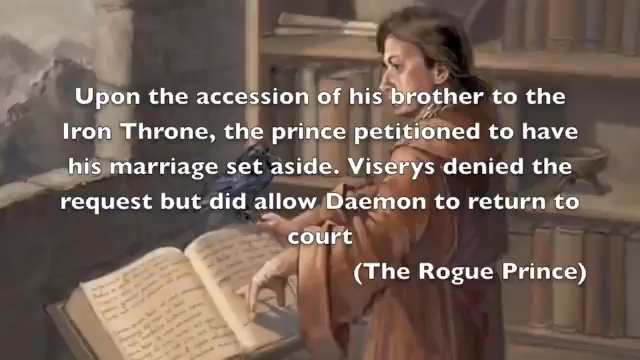 Upon the accession of his brother to the
Iron Throne, the prince petitioned to have
his marriage set aside. Viserys denied the
request but did allow Daemon to return to
court
(The Rogue Prince)